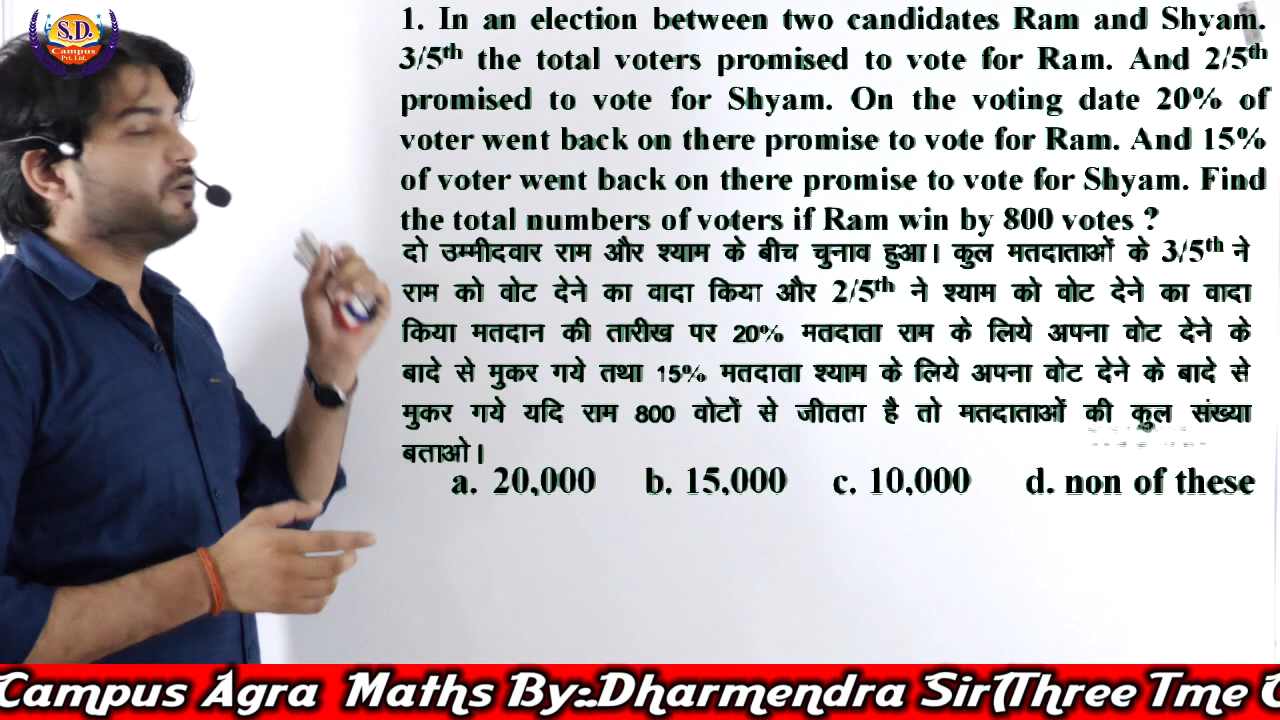 S.D.
Campus
Pvt. Ltd.
1. In an election between two candidates Ram and Shyam.
3/5th the total voters promised to vote for Ram. And 2/5th
promised to vote for Shyam. On the voting date 20% of
voter went back on there promise to vote for Ram. And 15%
of voter went back on there promise to vote for Shyam. Find
the total numbers of voters if Ram win by 800 votes ?
दो उम्मीदवार राम और श्याम के बीच चुनाव हुआ। कुल मतदाताओं के 3/5th ने
राम को वोट देने का वादा किया और 2/5th ने श्याम को वोट देने का वादा
किया मतदान की तारीख पर 20% मतदाता राम के लिये अपना वोट देने के
बादे से मुकर गये तथा 15% मतदाता श्याम के लिये अपना वोट देने के बादे से
मुकर गये यदि राम 800 वोटों से जीतता है तो मतदाताओं की कुल संख्या
बताओ।
a. 20,000 b. 15,000 c. 10,000 d. non of these
Campus Agra Maths By:-Dharmendra Sir(Three Tme